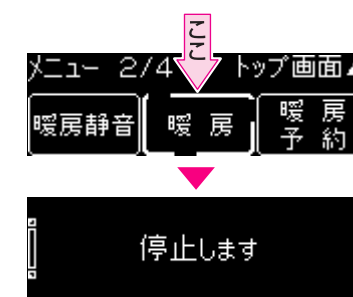 ここ
メニュー 2/4 トップ画面▲
暖房静音 暖 房 暖 房
予 約
停止します